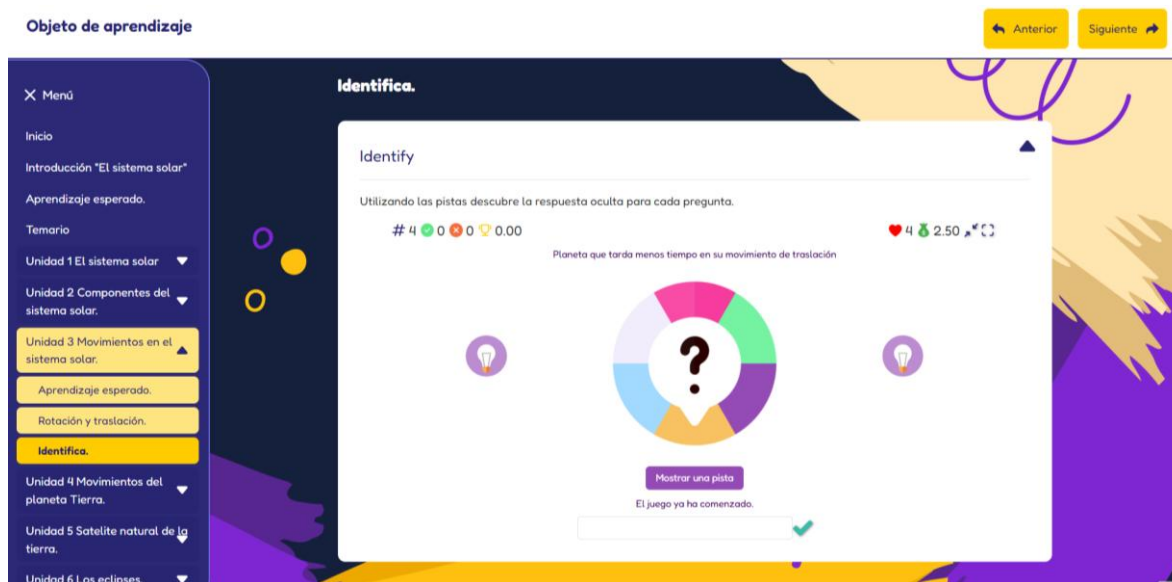 Objeto de aprendizaje
Anterior
Siguiente
Menú
Inicio
Introducción "El sistema solar"
Aprendizaje esperado.
Temario
Unidad 1 El sistema solar
Unidad 2 Componentes del
sistema solar.
Unidad 3 Movimientos en el
sistema solar.
Aprendizaje esperado.
Rotación y traslación.
Identifica.
Unidad 4 Movimientos del
planeta Tierra.
Unidad 5 Satelite natural de la
tierra.
Unidad 6 Los eclipses.
Identifica.
Identify
Utilizando las pistas descubre la respuesta oculta para cada pregunta.
# 4 0 0 0.00
4 2.50
Planeta que tarda menos tiempo en su movimiento de traslación
?
Mostrar una pista
El juego ya ha comenzado.